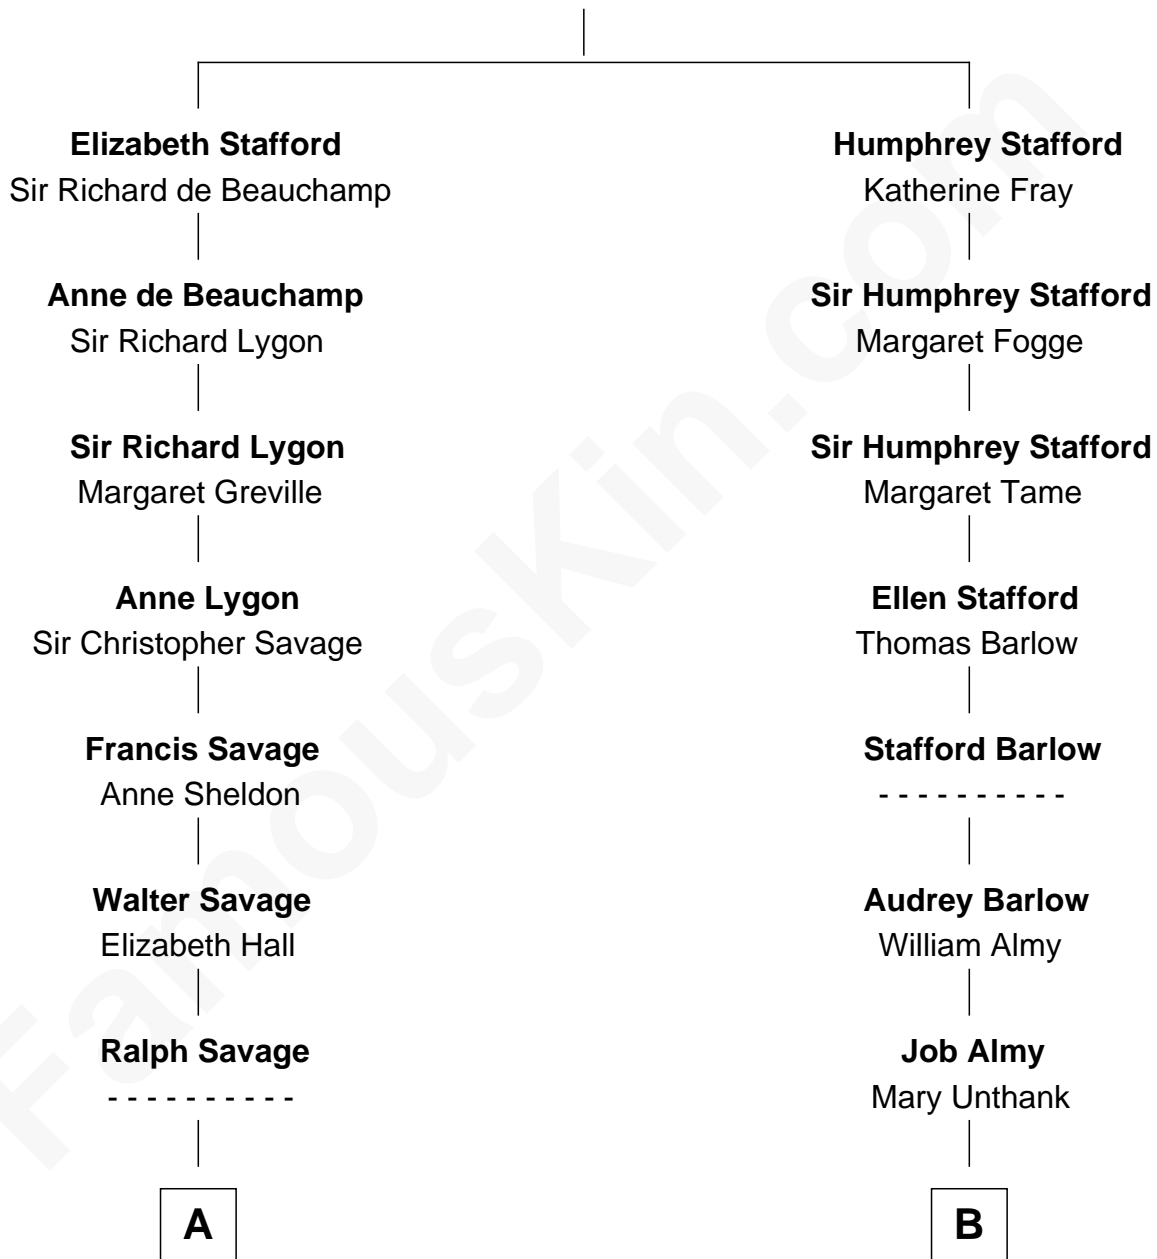 Elizabeth Stafford
Sir Richard de Beauchamp
Anne de Beauchamp
Sir Richard Lygon
Sir Richard Lygon
Margaret Greville
Anne Lygon
Sir Christopher Savage
Francis Savage
Anne Sheldon
Walter Savage
Elizabeth Hall
Ralph Savage
- - - - - - - - - -
A
Humphrey Stafford
Katherine Fray
Sir Humphrey Stafford
Margaret Fogge
Sir Humphrey Stafford
Margaret Tame
Ellen Stafford
Thomas Barlow
Stafford Barlow
- - - - - - - - - -
Audrey Barlow
William Almy
Job Almy
Mary Unthank
B
FamousKin.com